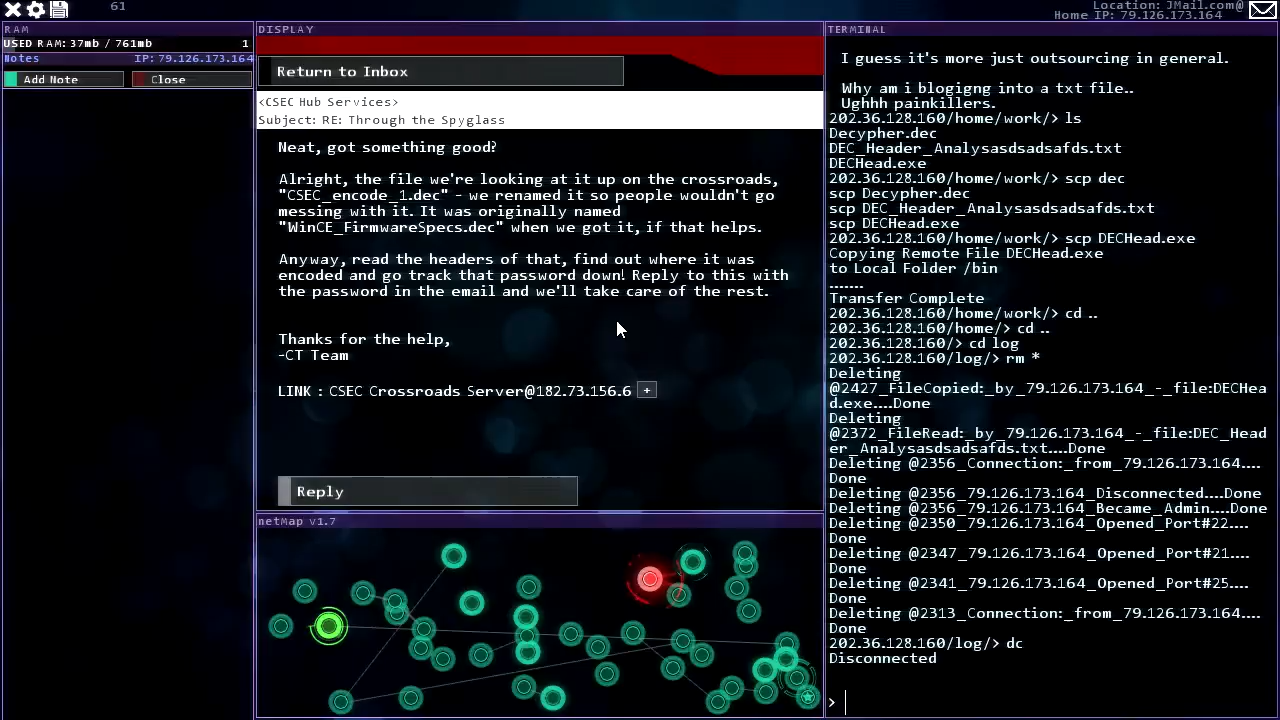 61
Location: JMail.com@
Home IP: 79.126.173.164
RAM
USED RAM: 37mb / 761mb 1
Notes IP: 79.126.173.164
Add Note Close
DISPLAY
Return to Inbox
<CSEC Hub Services>
Subject: RE: Through the Spyglass
Neat, got something good?
Alright, the file we're looking at it up on the crossroads,
"CSEC_encode_1.dec" - we renamed it so people wouldn't go
messing with it. It was originally named
"WinCE_FirmwareSpecs.dec" when we got it, if that helps.
Anyway, read the headers of that, find out where it was
encoded and go track that password down! Reply to this with
the password in the email and we'll take care of the rest.
Thanks for the help,
-CT Team
LINK : CSEC Crossroads Server@182.73.156.6 +
Reply
netMap v1.7
TERMINAL
I guess it's more just outsourcing in general.
Why am i blogigng into a txt file..
Ughhh painkillers.
202.36.128.160/home/work/> ls
Decypher.dec
DEC_Header_Analysasdsadsafds.txt
DECHead.exe
202.36.128.160/home/work/> scp dec
scp Decypher.dec
scp DEC_Header_Analysasdsadsafds.txt
scp DECHead.exe
202.36.128.160/home/work/> scp DECHead.exe
Copying Remote File DECHead.exe
to Local Folder /bin
.......
Transfer Complete
202.36.128.160/home/work/> cd ..
202.36.128.160/home/> cd ..
202.36.128.160/> cd log
202.36.128.160/log/> rm *
Deleting
@2427_FileCopied:_by_79.126.173.164_-_file:DECHea
d.exe....Done
Deleting
@2372_FileRead:_by_79.126.173.164_-_file:DEC_Head
er_Analysasdsadsafds.txt....Done
Deleting @2356_Connection:_from_79.126.173.164....
Done
Deleting @2356_79.126.173.164_Disconnected....Done
Deleting @2356_79.126.173.164_Became_Admin....Done
Deleting @2350_79.126.173.164_Opened_Port#22....
Done
Deleting @2347_79.126.173.164_Opened_Port#21....
Done
Deleting @2341_79.126.173.164_Opened_Port#25....
Done
Deleting @2313_Connection:_from_79.126.173.164....
Done
202.36.128.160/log/> dc
Disconnected
>